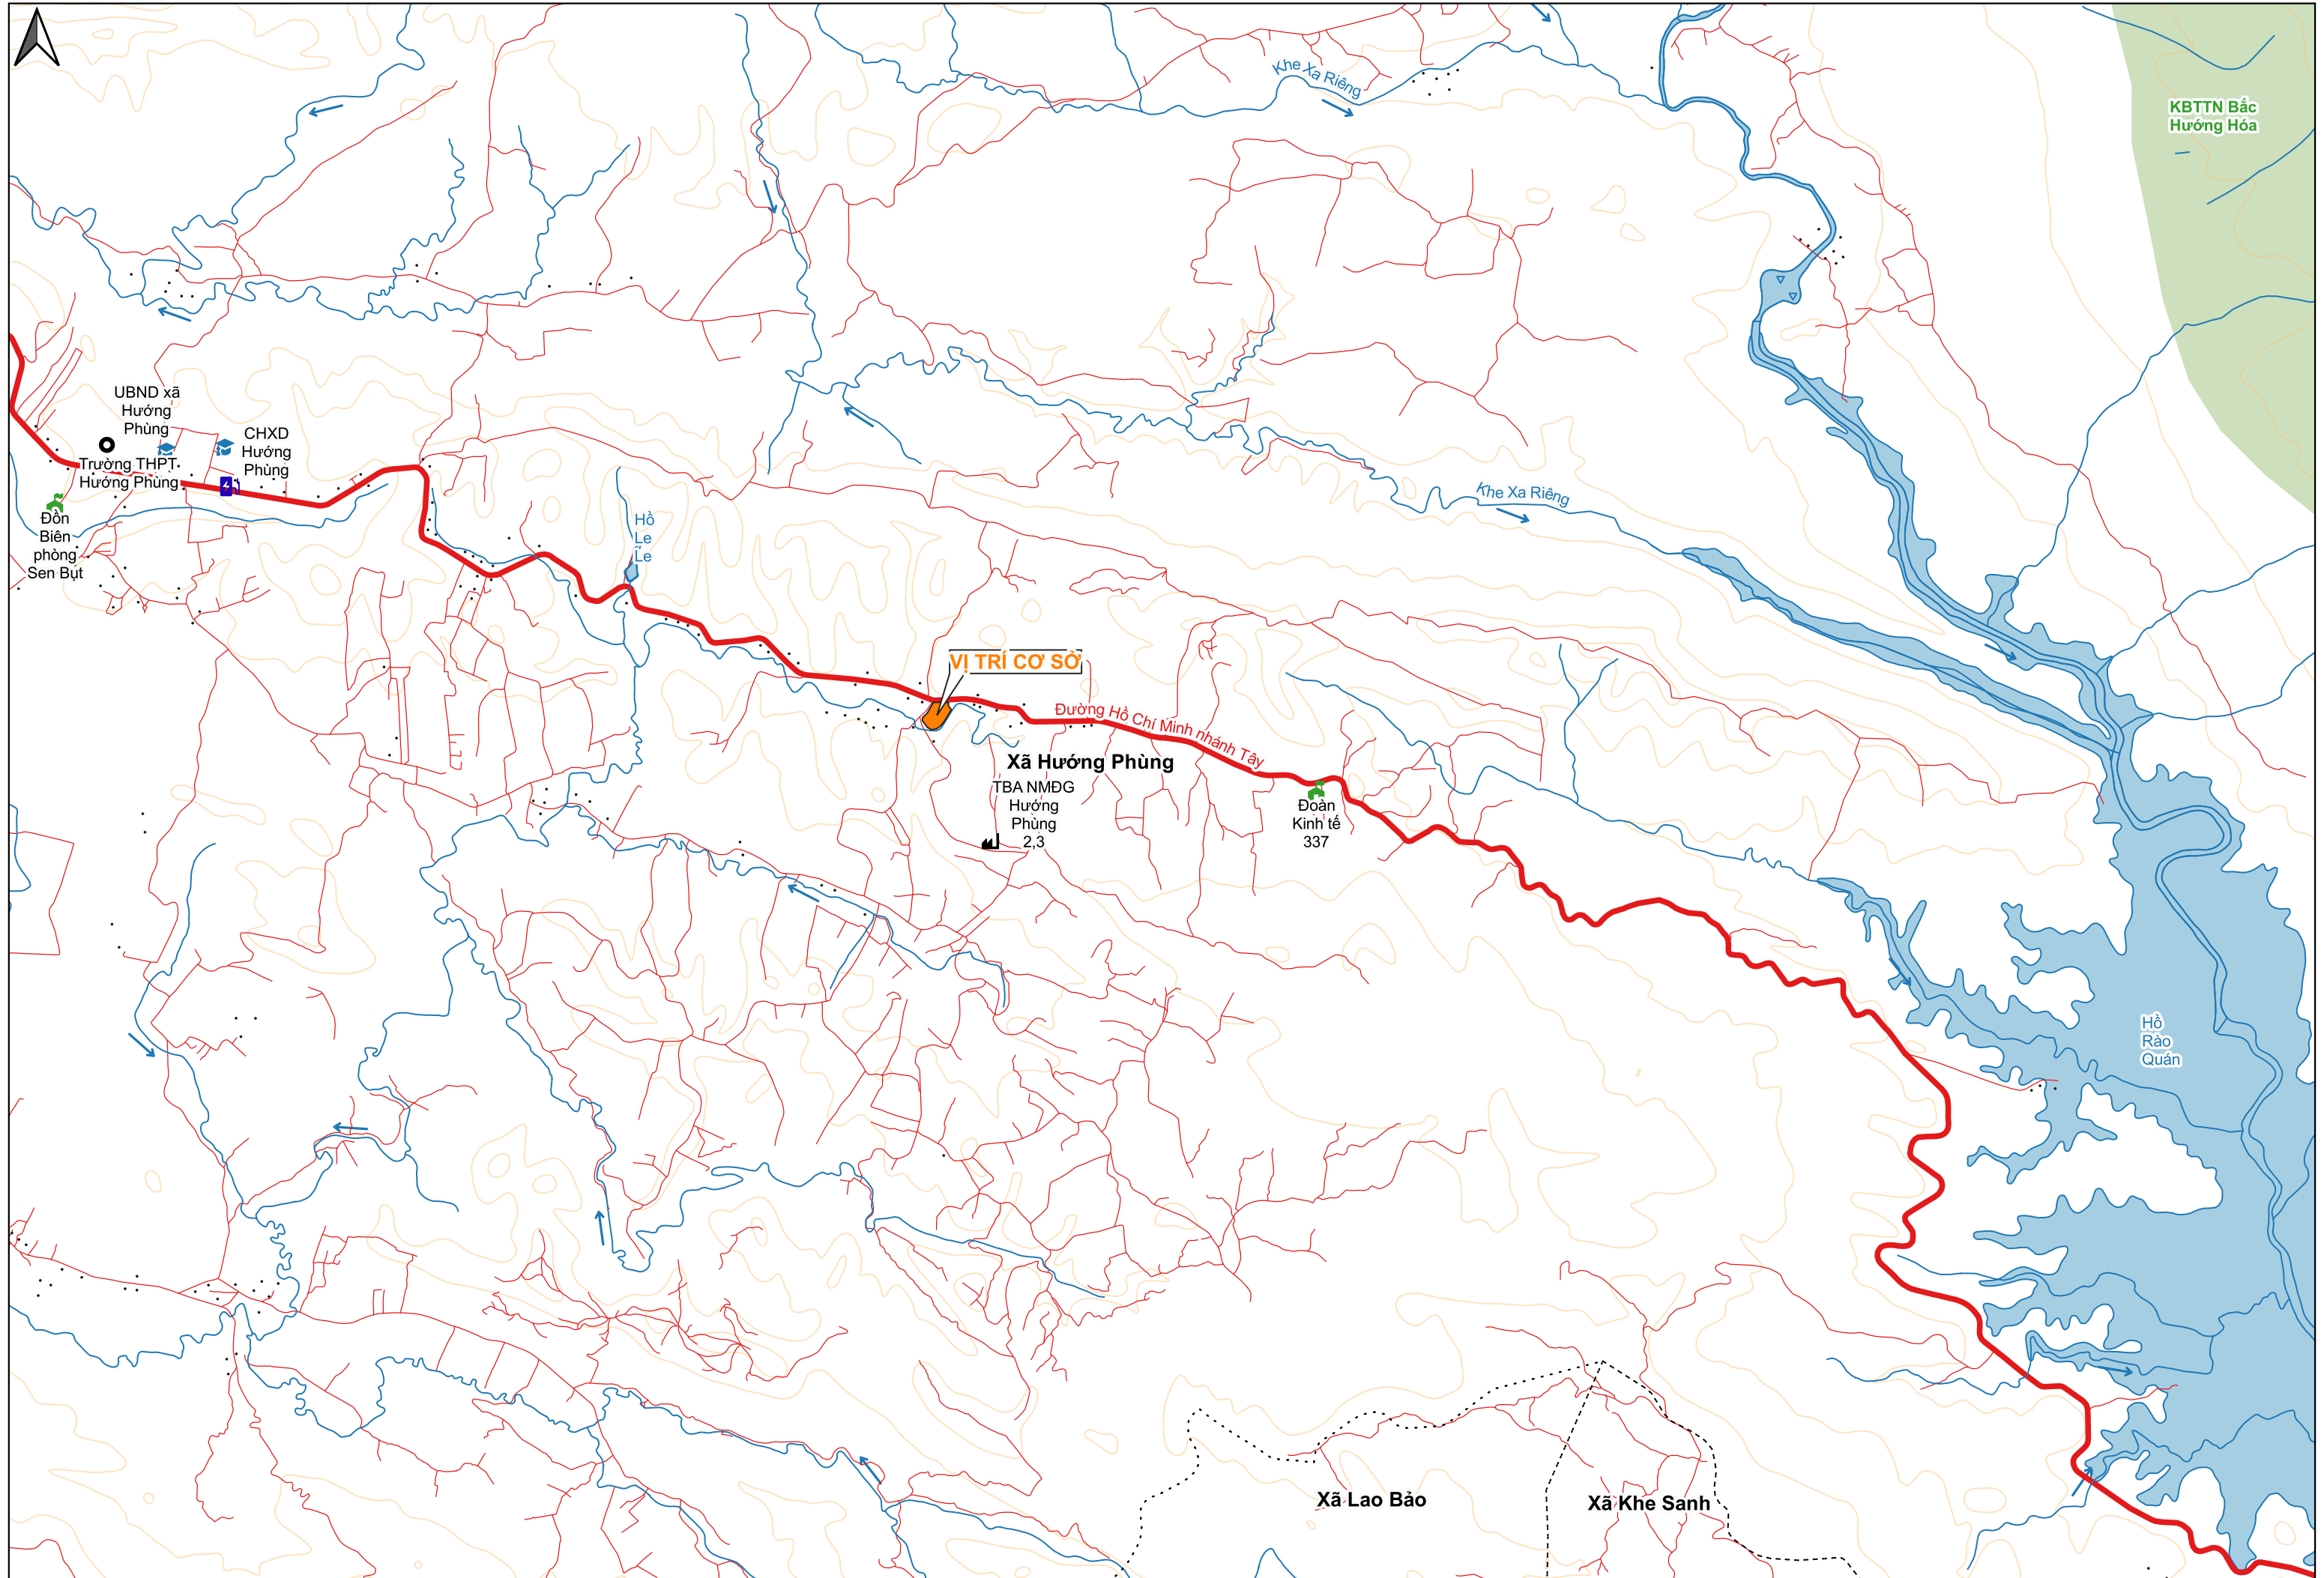 Khe Xa Riêng
KBTTN Bắc
Hướng Hóa
UBND xã
Hướng
Phùng
CHXD
Hướng
Phùng
Trường THPT
Hướng Phùng
Đồn
Biên
phòng
Sen Bụt
Hồ
Le
Le
Khe Xa Riêng
VỊ TRÍ CƠ SỞ
Đường Hồ Chí Minh nhánh Tây
Xã Hướng Phùng
TBA NMĐG
Hướng
Phùng
2,3
Đoàn
Kinh tế
337
Hồ
Rào
Quán
Xã Lao Bảo
Xã Khe Sanh